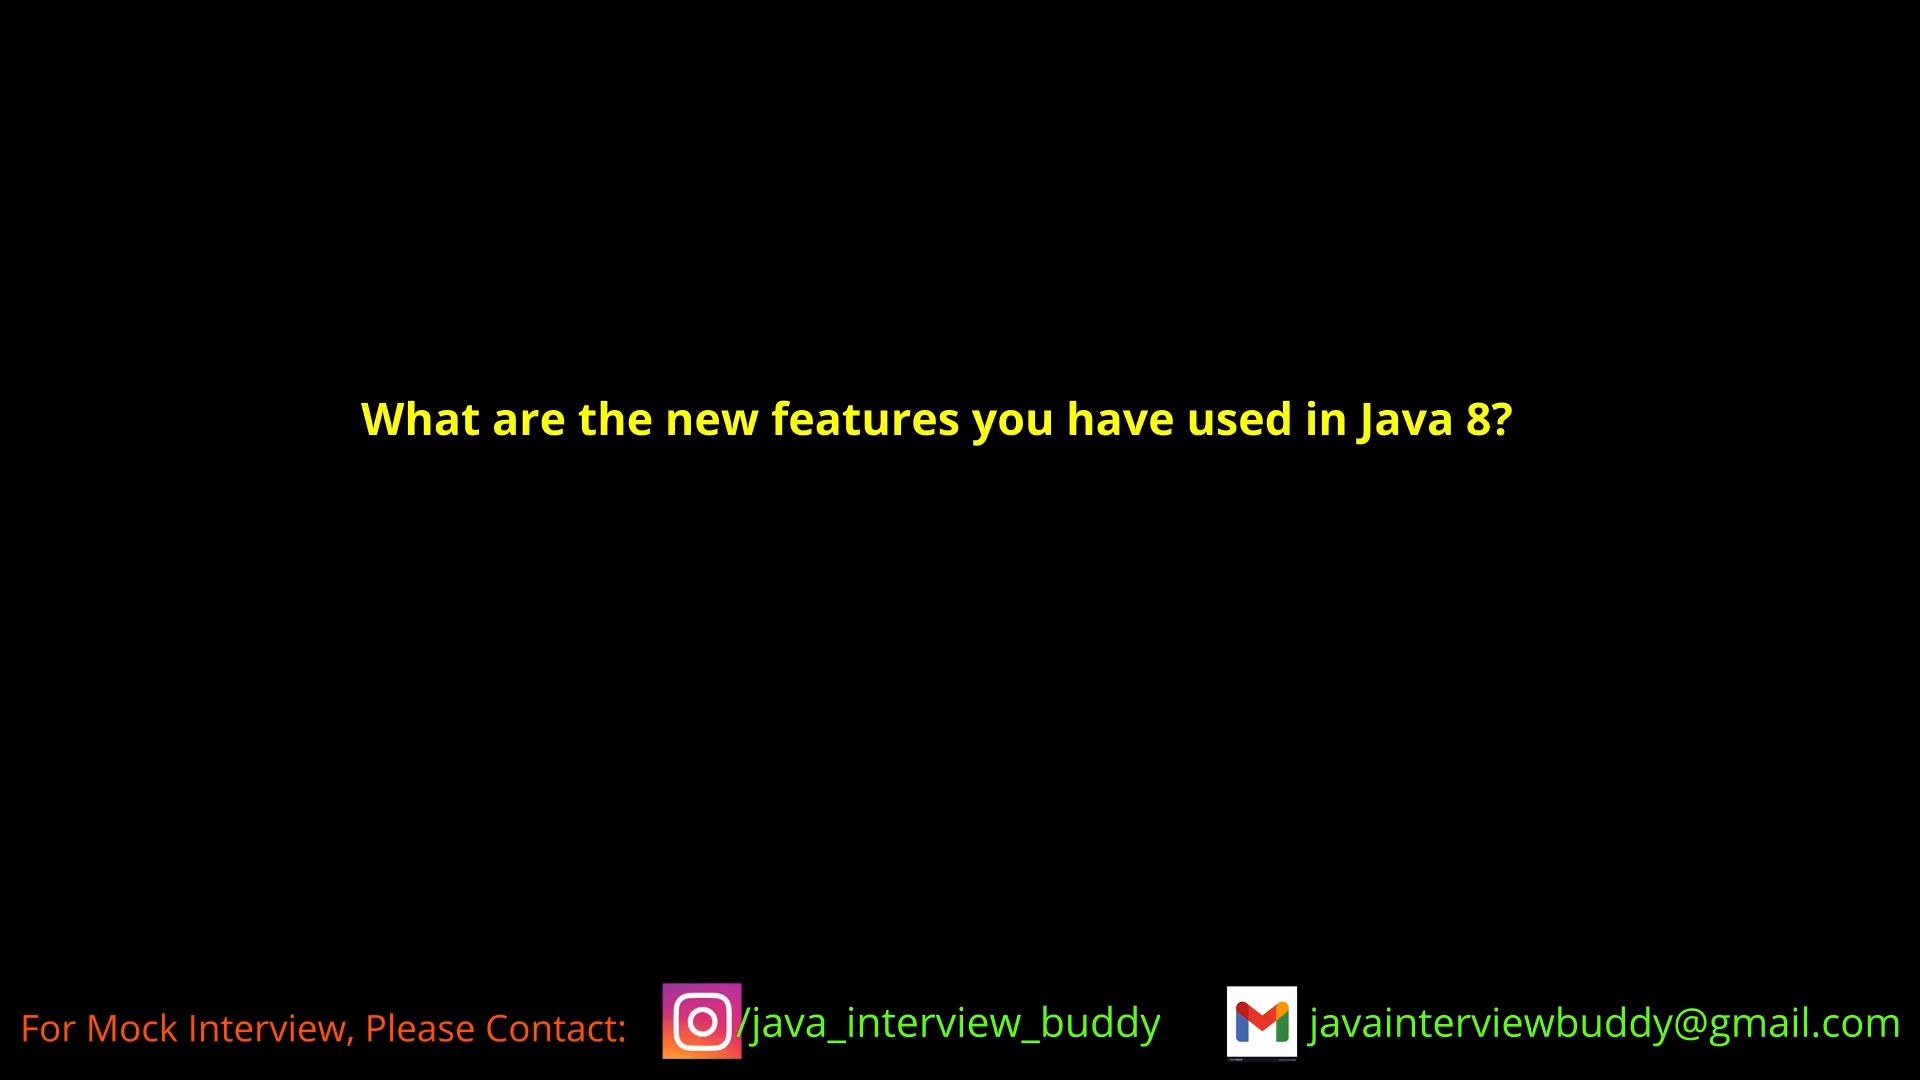 What are the new features you have used in Java 8?
For Mock Interview, Please Contact: /java_interview_buddy javainterviewbuddy@gmail.com